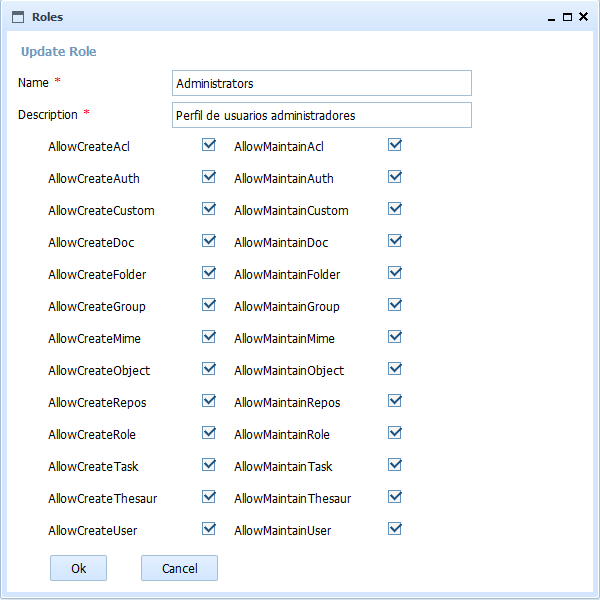 Roles
Update Role
Name * Administrators
Description * Perfil de usuarios administradores
AllowCreateAcl AllowMaintainAcl
AllowCreateAuth AllowMaintainAuth
AllowCreateCustom AllowMaintainCustom
AllowCreateDoc AllowMaintainDoc
AllowCreateFolder AllowMaintainFolder
AllowCreateGroup AllowMaintainGroup
AllowCreateMime AllowMaintainMime
AllowCreateObject AllowMaintainObject
AllowCreateRepos AllowMaintainRepos
AllowCreateRole AllowMaintainRole
AllowCreateTask AllowMaintainTask
AllowCreateThesaur AllowMaintainThesaur
AllowCreateUser AllowMaintainUser
Ok Cancel